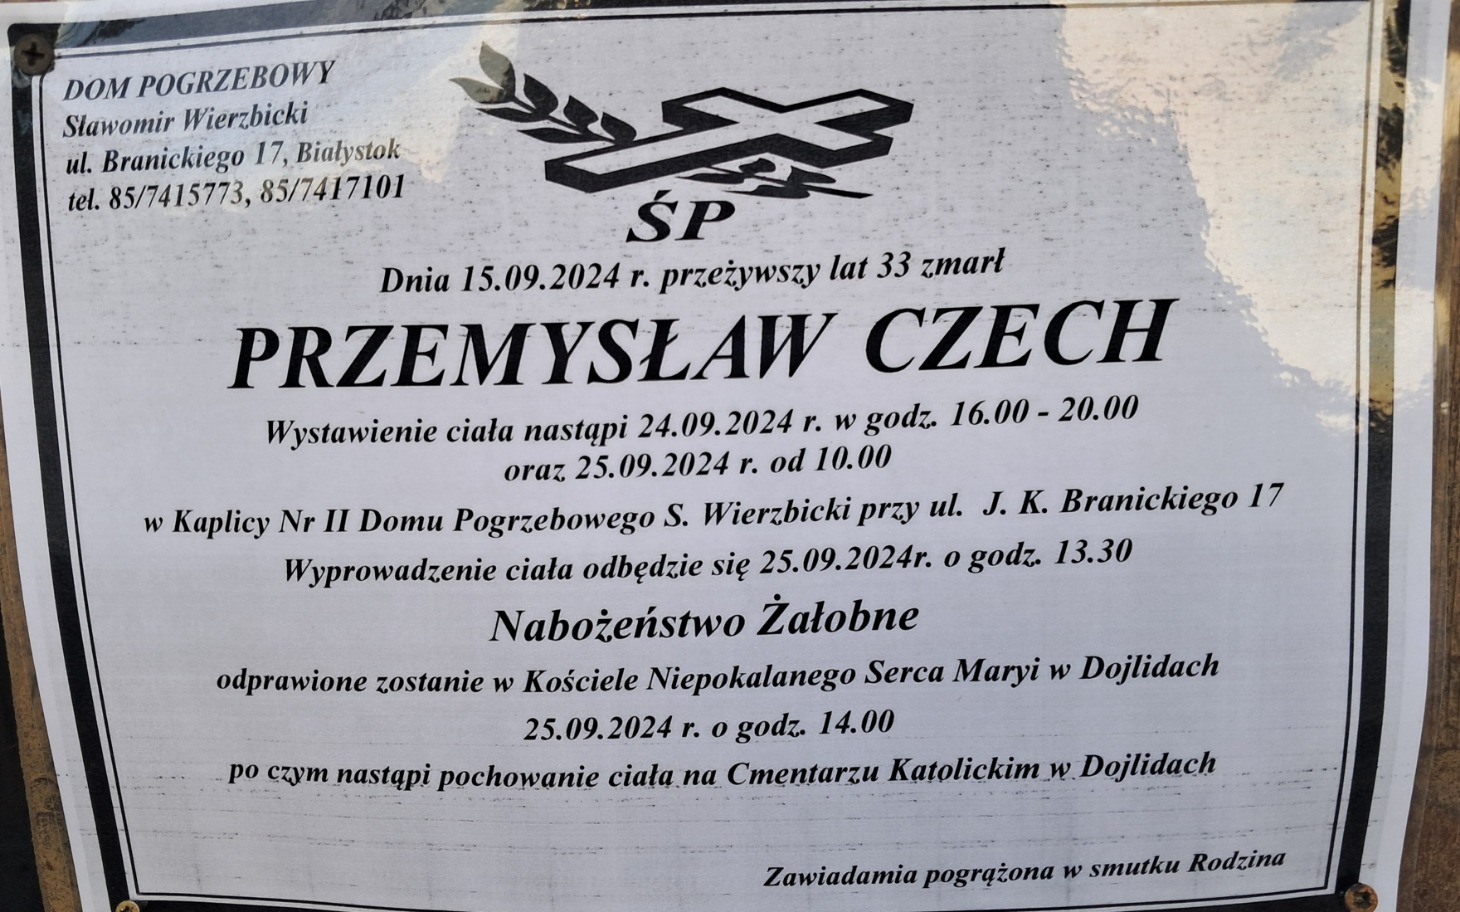 DOM POGRZEBOWY
Sławomir Wierzbicki
ul. Branickiego 17, Białystok
tel. 85/7415773, 85/7417101
ŚP
Dnia 15.09.2024 r. przeżywszy lat 33 zmarł
PRZEMYSŁAW CZECH
Wystawienie ciała nastąpi 24.09.2024 r. w godz. 16.00 - 20.00
oraz 25.09.2024 r. od 10.00
w Kaplicy Nr II Domu Pogrzebowego S. Wierzbicki przy ul. J. K. Branickiego 17
Wyprowadzenie ciała odbędzie się 25.09.2024r. o godz. 13.30
Nabożeństwo Żałobne
odprawione zostanie w Kościele Niepokalanego Serca Maryi w Dojlidach
25.09.2024 r. o godz. 14.00
po czym nastąpi pochowanie ciała na Cmentarzu Katolickim w Dojlidach
Zawiadamia pogrążona w smutku Rodzina